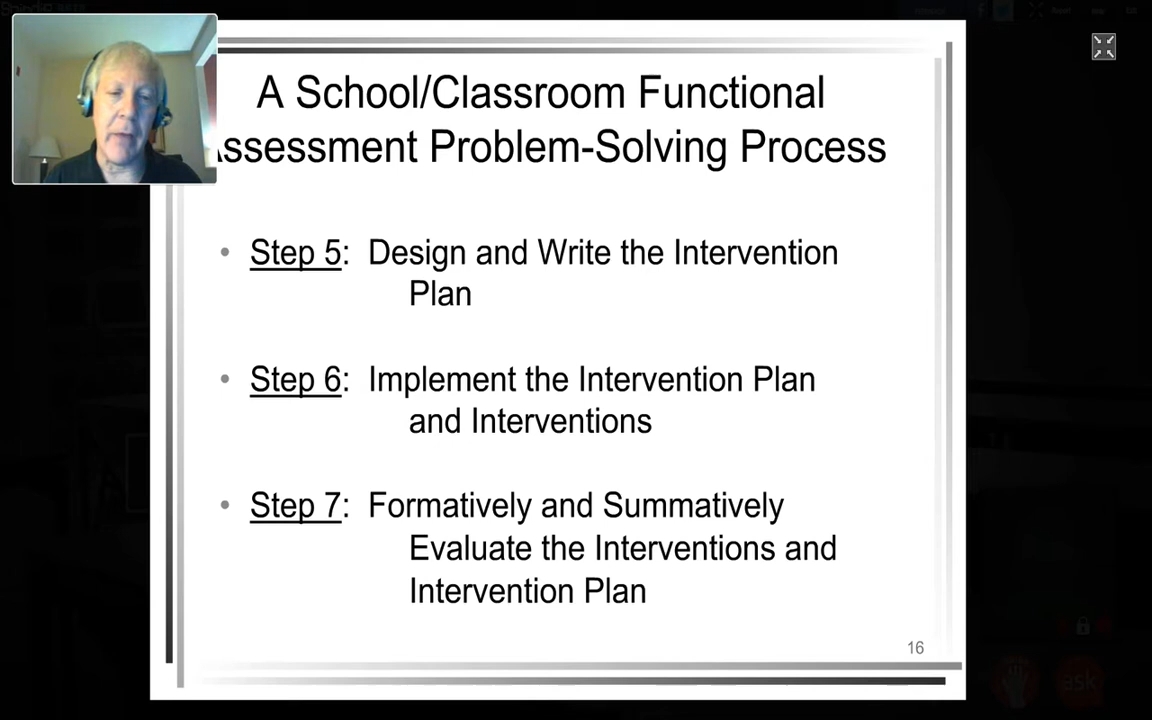 A School/Classroom Functional
ssessment Problem-Solving Process
• Step 5: Design and Write the Intervention
Plan
• Step 6: Implement the Intervention Plan
and Interventions
• Step 7: Formatively and Summatively
Evaluate the Interventions and
Intervention Plan
16
ask